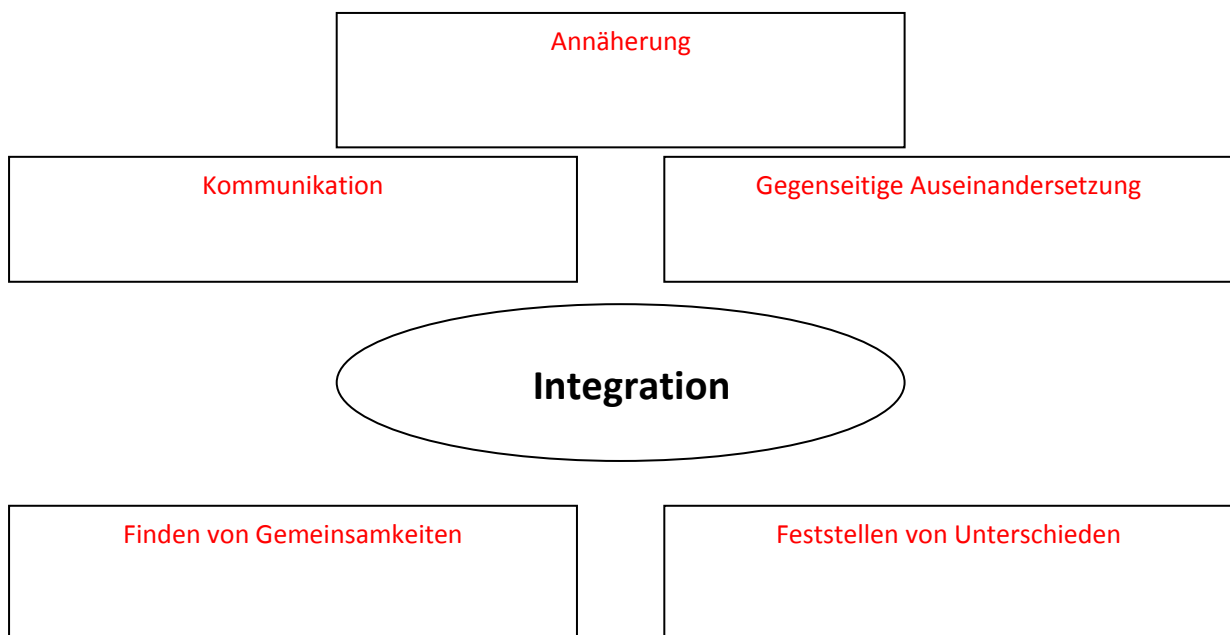 Annäherung
Kommunikation
Gegenseitige Auseinandersetzung
Integration
Finden von Gemeinsamkeiten
Feststellen von Unterschieden